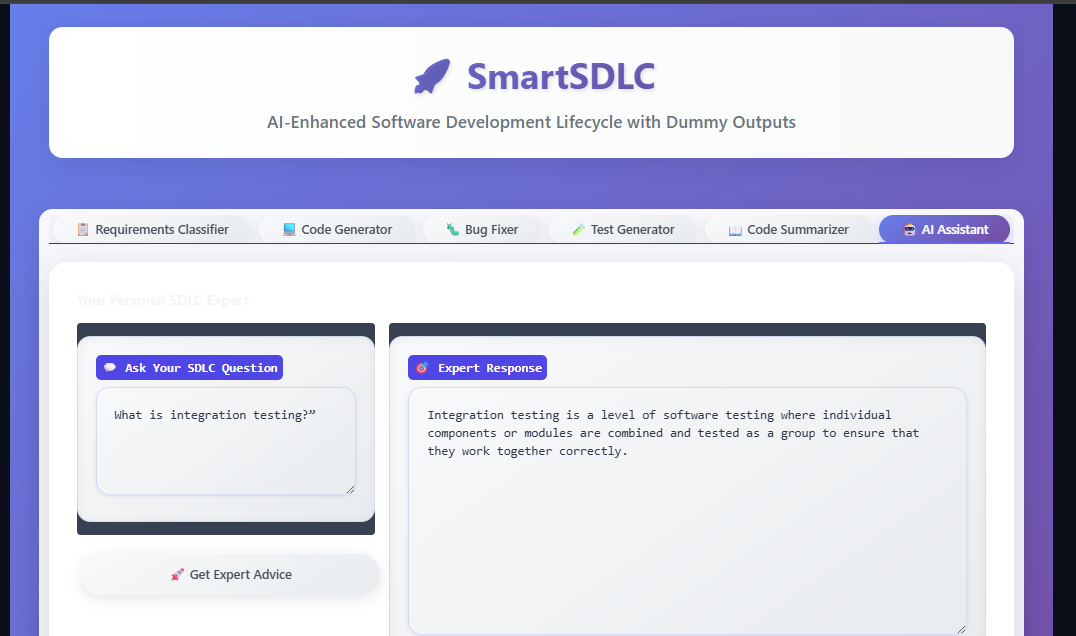 🚀 SmartSDLC
AI-Enhanced Software Development Lifecycle with Dummy Outputs
📋 Requirements Classifier 💻 Code Generator 🐛 Bug Fixer 🧪 Test Generator 📖 Code Summarizer 🤖 AI Assistant
Your Personal SDLC Expert
💬 Ask Your SDLC Question
What is integration testing?”
🚀 Get Expert Advice
🎯 Expert Response
Integration testing is a level of software testing where individual
components or modules are combined and tested as a group to ensure that
they work together correctly.